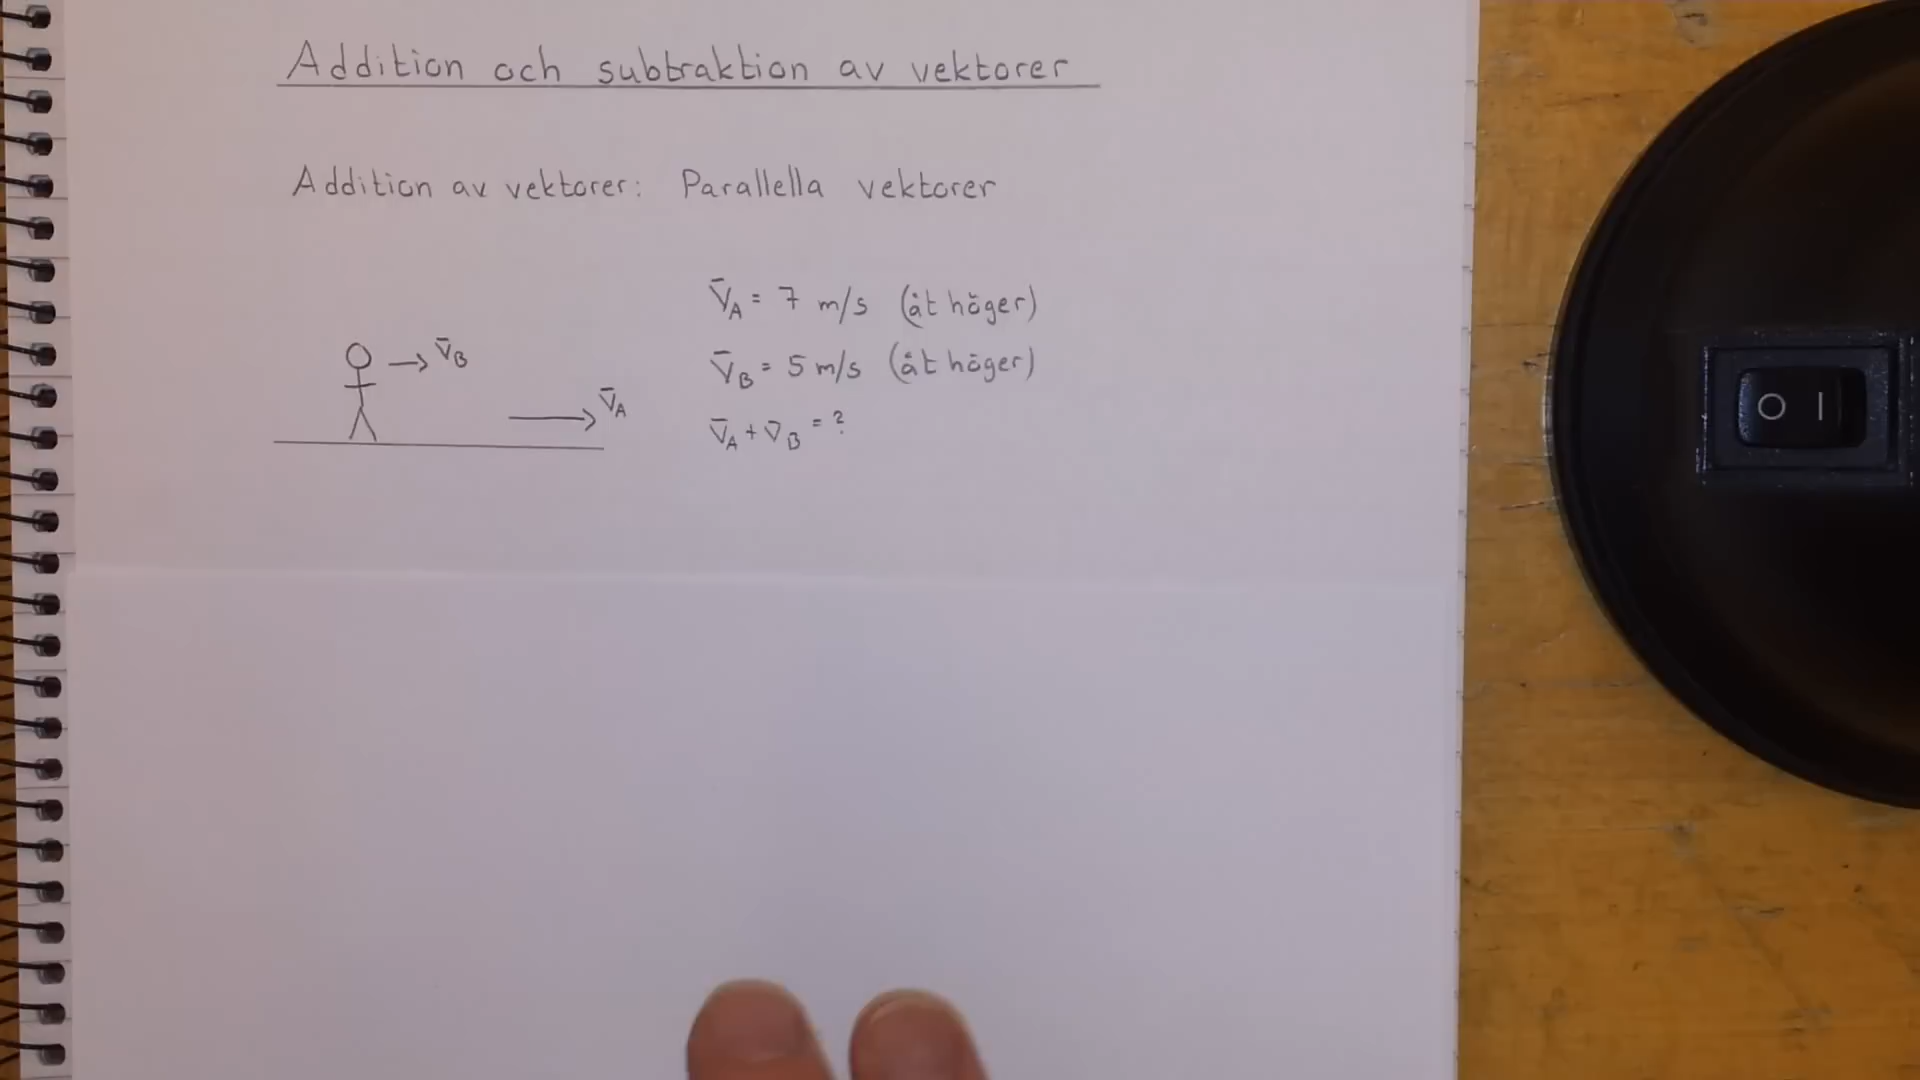 Addition och subtraktion av vektorer
Addition av vektorer: Parallella vektorer
V̄A = 7 m/s (åt höger)
V̄B = 5 m/s (åt höger)
V̄A + V̄B = ?
V̄B
V̄A
O I